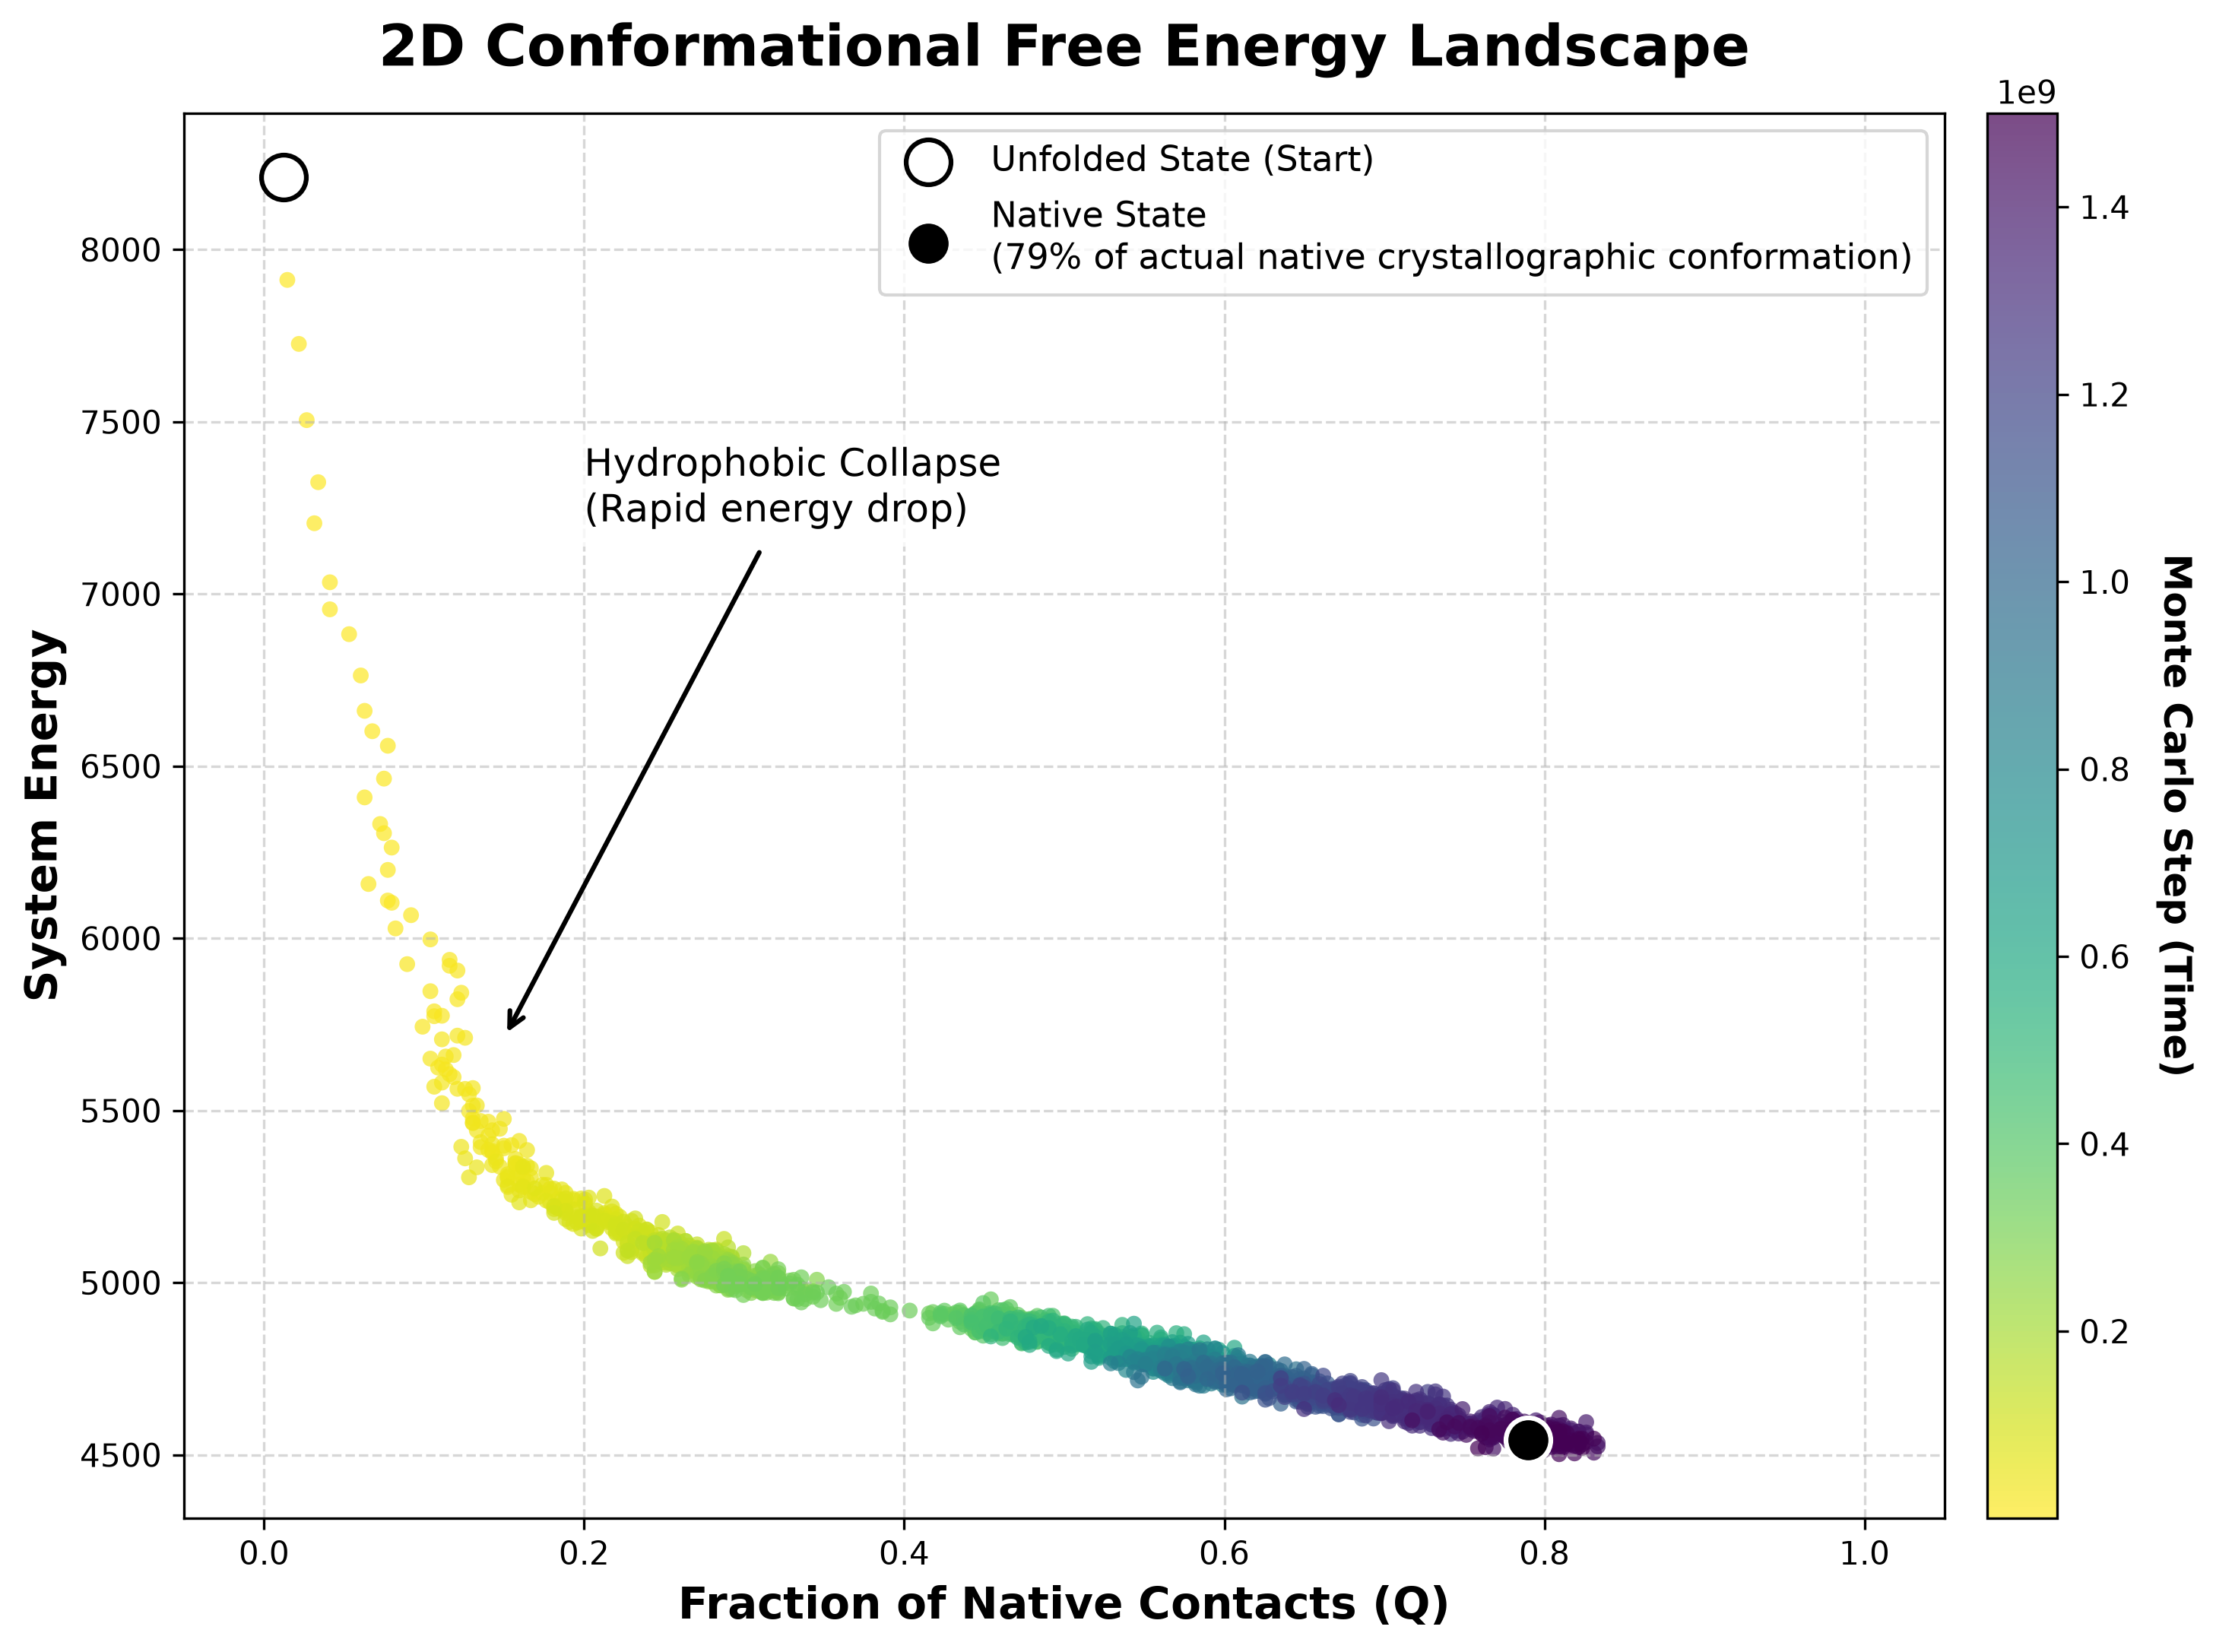 2D Conformational Free Energy Landscape
1e9
Unfolded State (Start)
Native State
(79% of actual native crystallographic conformation)
Hydrophobic Collapse
(Rapid energy drop)
System Energy
8000
7500
7000
6500
6000
5500
5000
4500
0.0
0.2
0.4
0.6
0.8
1.0
Fraction of Native Contacts (Q)
1.4
1.2
1.0
0.8
0.6
0.4
0.2
Monte Carlo Step (Time)